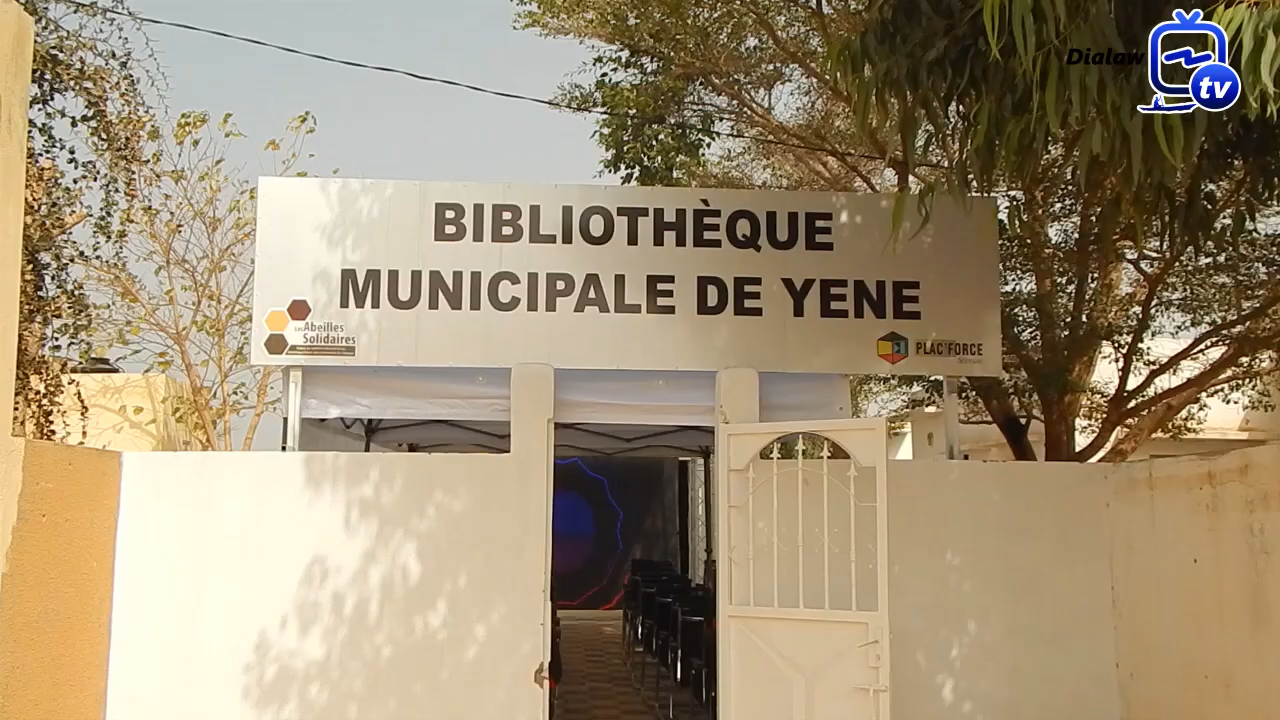 Dialaw
tv
BIBLIOTHÈQUE
MUNICIPALE DE YENE
Les Abeilles
Solidaires
PLAC'FORCE